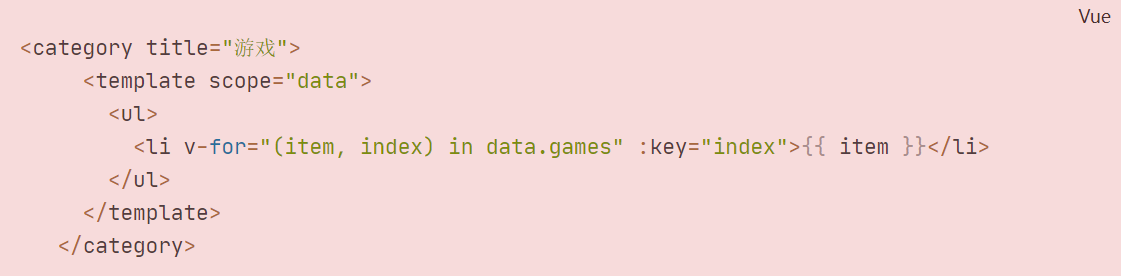 Vue
<category title="游戏">
<template scope="data">
<ul>
<li v-for="(item, index) in data.games" :key="index">{{ item }}</li>
</ul>
</template>
</category>